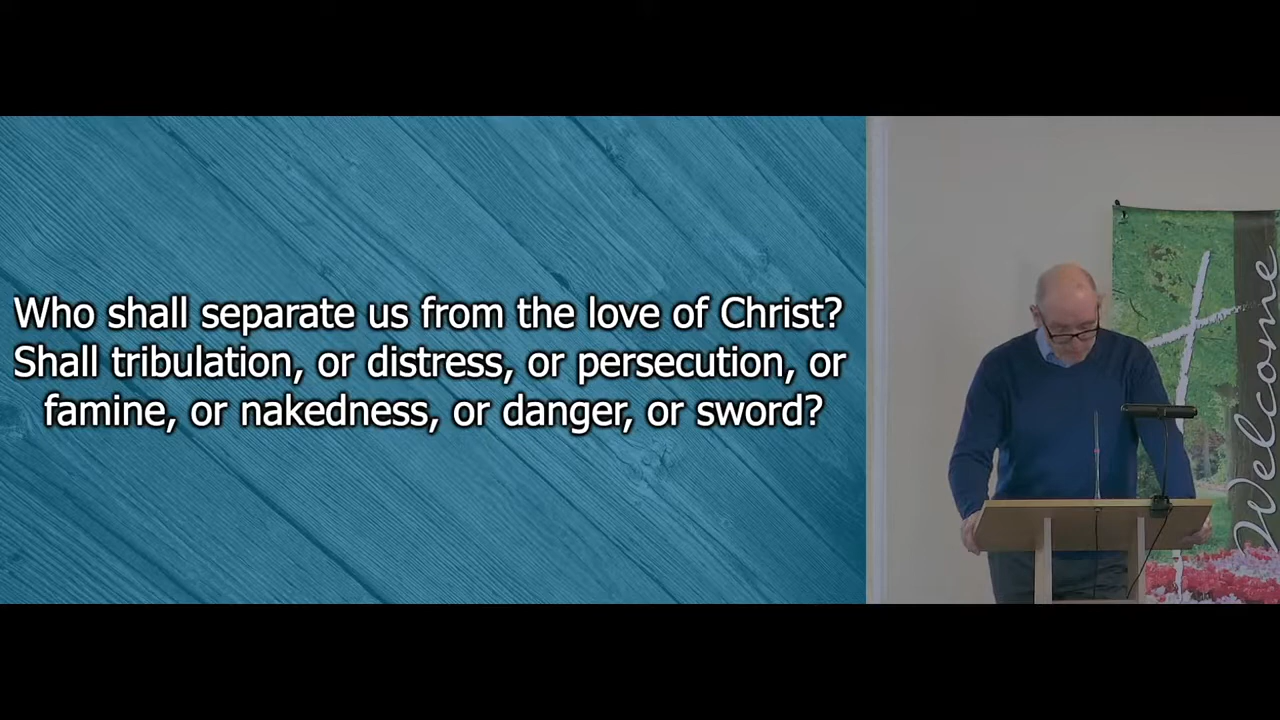 Who shall separate us from the love of Christ?
Shall tribulation, or distress, or persecution, or
famine, or nakedness, or danger, or sword?
Welcome